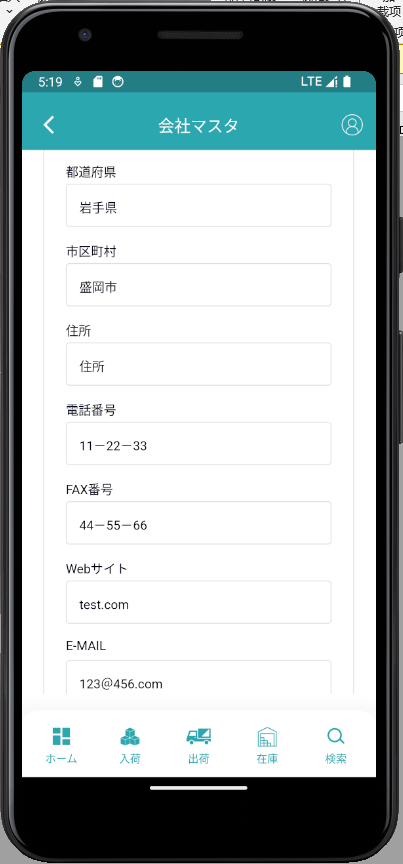 裁项
5:19
LTE
会社マスタ
都道府県
岩手県
市区町村
盛岡市
住所
住所
電話番号
11ー22ー33
FAX番号
44ー55ー66
Webサイト
test.com
E-MAIL
123@456.com
ホーム
入荷
出荷
在庫
検索